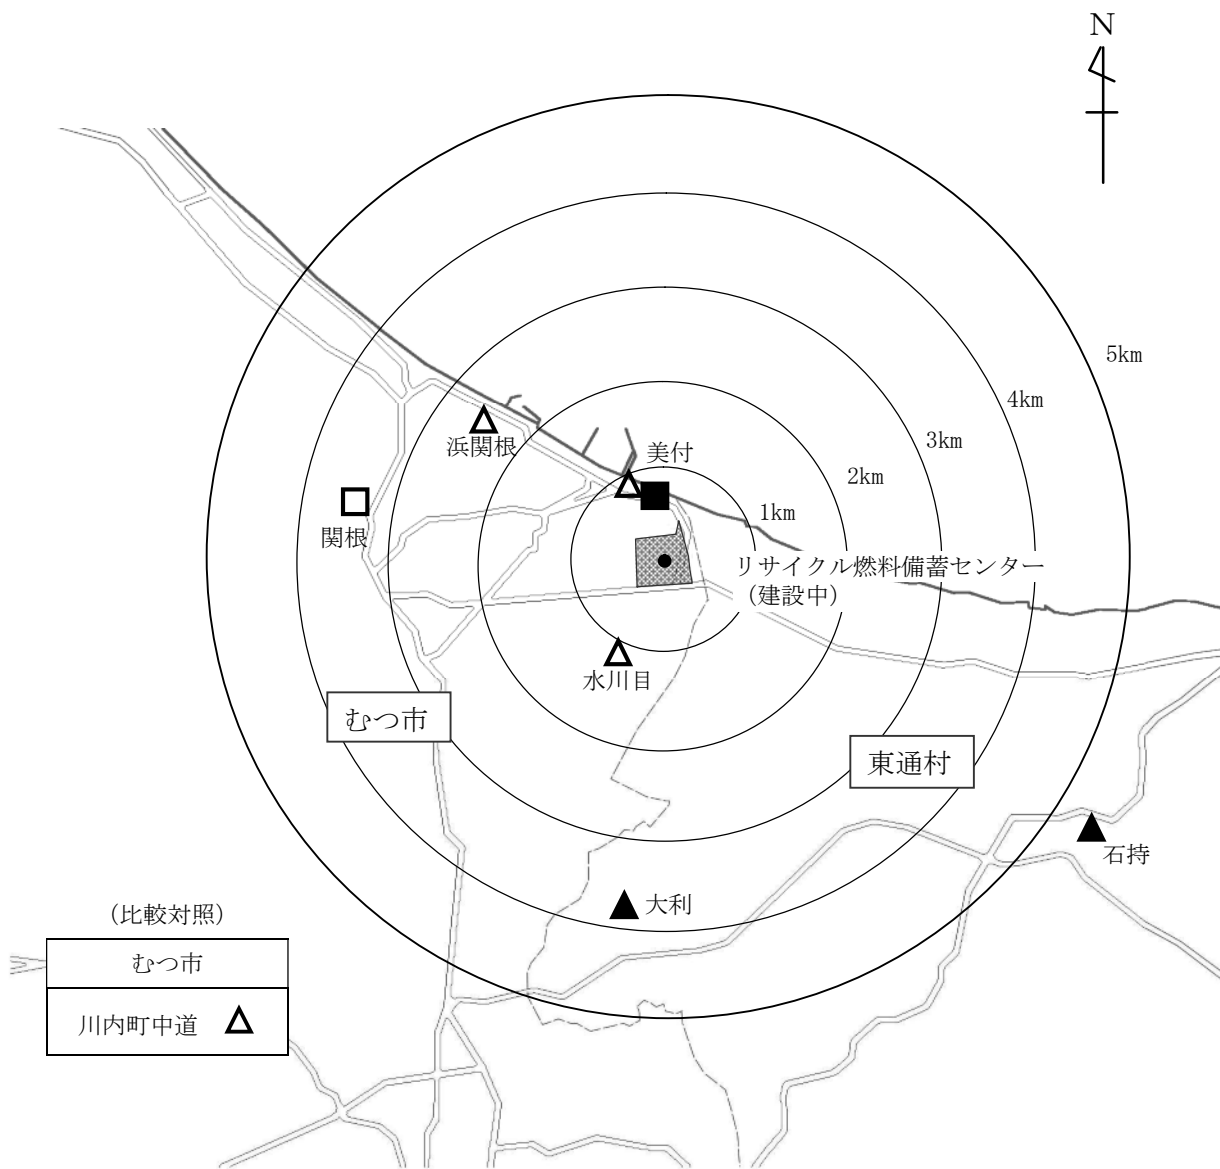 N
5km
4km
3km
2km
1km
浜関根
美付
関根
リサイクル燃料備蓄センター
（建設中）
水川目
むつ市
東通村
石持
大利
（比較対照）
むつ市
川内町中道